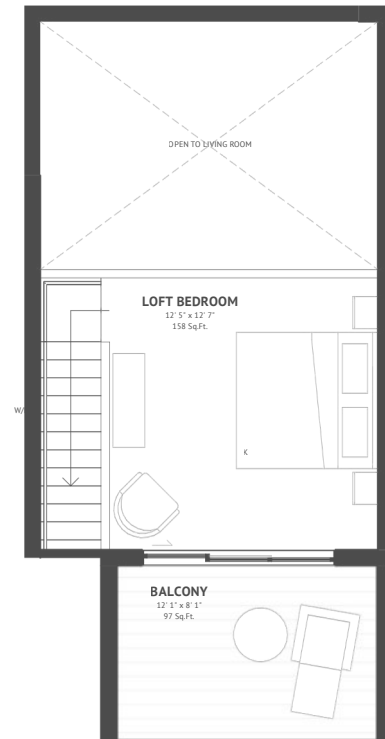 OPEN TO LIVING ROOM
LOFT BEDROOM
12' 5" x 12' 7"
158 Sq.Ft.
W/
K
BALCONY
12' 1" x 8' 1"
97 Sq.Ft.